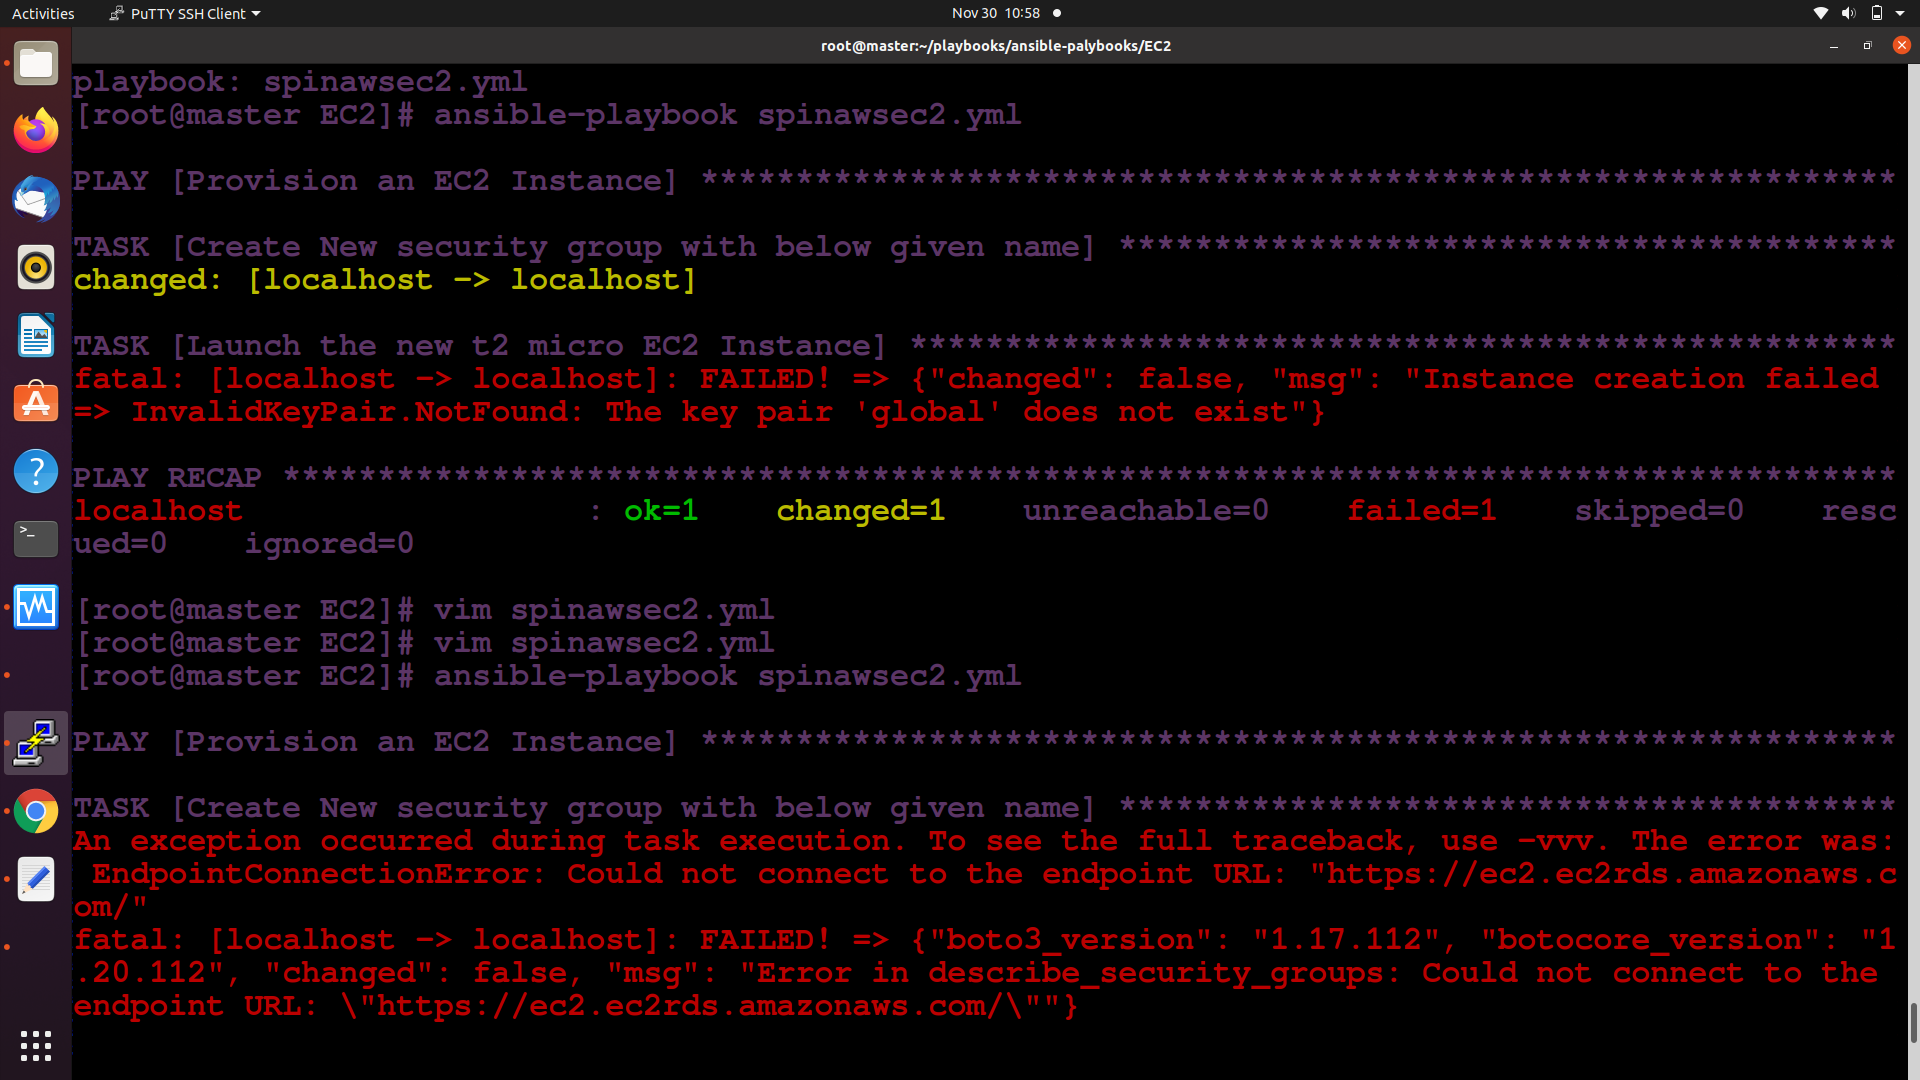 Activities
PuTTY SSH Client
Nov 30 10:58
root@master:~/playbooks/ansible-palybooks/EC2
playbook: spinawsec2.yml
[root@master EC2]# ansible-playbook spinawsec2.yml
PLAY [Provision an EC2 Instance] ***************************************************************
TASK [Create New security group with below given name] *****************************************
changed: [localhost -> localhost]
TASK [Launch the new t2 micro EC2 Instance] ****************************************************
fatal: [localhost -> localhost]: FAILED! => {"changed": false, "msg": "Instance creation failed
=> InvalidKeyPair.NotFound: The key pair 'global' does not exist"}
PLAY RECAP *************************************************************************************
localhost                  : ok=1    changed=1    unreachable=0    failed=1    skipped=0    resc
ued=0    ignored=0
[root@master EC2]# vim spinawsec2.yml
[root@master EC2]# vim spinawsec2.yml
[root@master EC2]# ansible-playbook spinawsec2.yml
PLAY [Provision an EC2 Instance] ***************************************************************
TASK [Create New security group with below given name] *****************************************
An exception occurred during task execution. To see the full traceback, use -vvv. The error was:
 EndpointConnectionError: Could not connect to the endpoint URL: "https://ec2.ec2rds.amazonaws.c
om/"
fatal: [localhost -> localhost]: FAILED! => {"boto3_version": "1.17.112", "botocore_version": "1
.20.112", "changed": false, "msg": "Error in describe_security_groups: Could not connect to the
endpoint URL: \"https://ec2.ec2rds.amazonaws.com/\""}